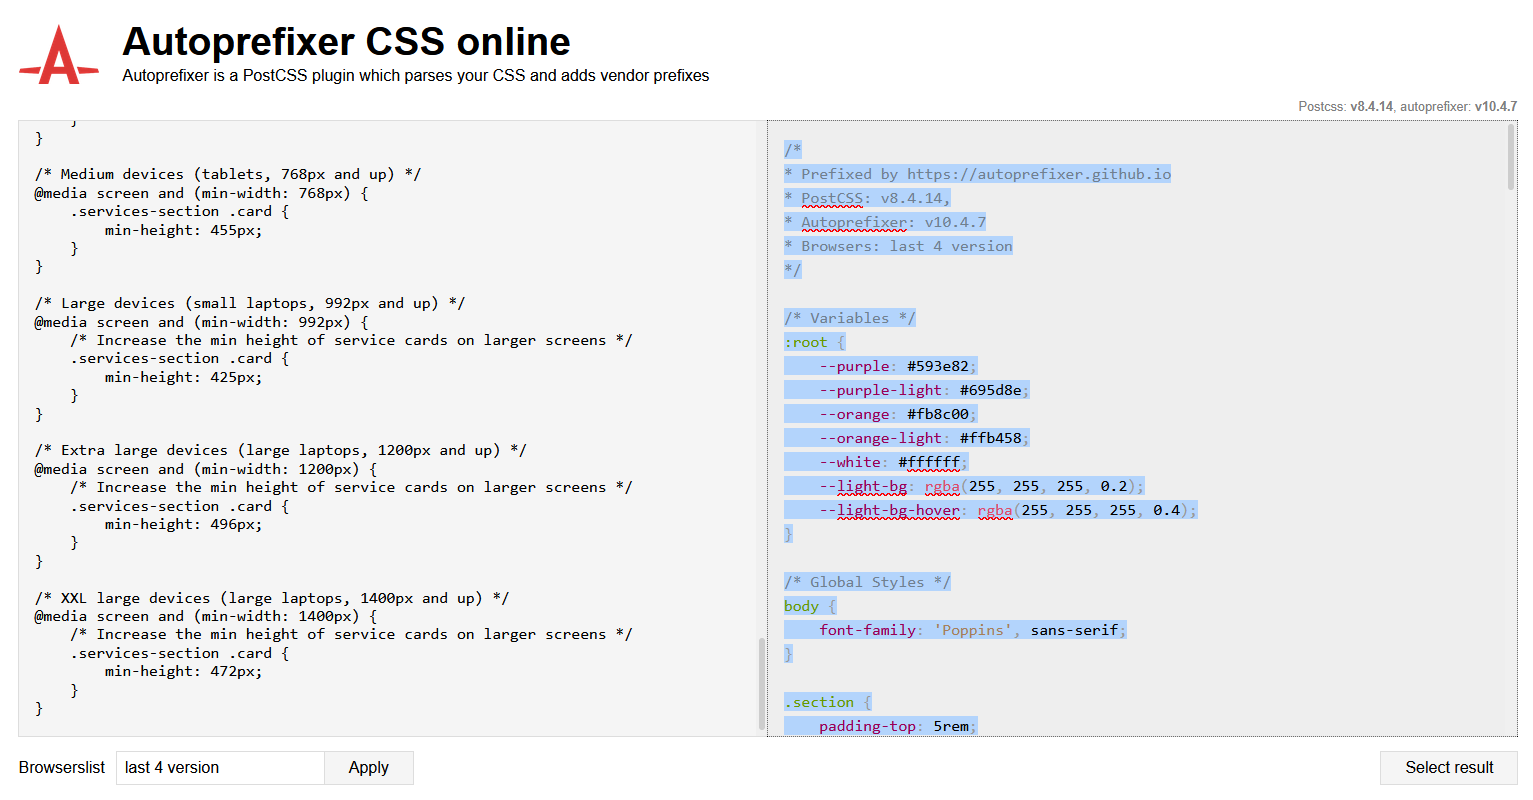 Autoprefixer CSS online
Autoprefixer is a PostCSS plugin which parses your CSS and adds vendor prefixes
Postcss: v8.4.14, autoprefixer: v10.4.7
}
}
/* Medium devices (tablets, 768px and up) */
@media screen and (min-width: 768px) {
    .services-section .card {
        min-height: 455px;
    }
}
/* Large devices (small laptops, 992px and up) */
@media screen and (min-width: 992px) {
    /* Increase the min height of service cards on larger screens */
    .services-section .card {
        min-height: 425px;
    }
}
/* Extra large devices (large laptops, 1200px and up) */
@media screen and (min-width: 1200px) {
    /* Increase the min height of service cards on larger screens */
    .services-section .card {
        min-height: 496px;
    }
}
/* XXL large devices (large laptops, 1400px and up) */
@media screen and (min-width: 1400px) {
    /* Increase the min height of service cards on larger screens */
    .services-section .card {
        min-height: 472px;
    }
}
/*
* Prefixed by https://autoprefixer.github.io
* PostCSS: v8.4.14,
* Autoprefixer: v10.4.7
* Browsers: last 4 version
*/
/* Variables */
:root {
    --purple: #593e82;
    --purple-light: #695d8e;
    --orange: #fb8c00;
    --orange-light: #ffb458;
    --white: #ffffff;
    --light-bg: rgba(255, 255, 255, 0.2);
    --light-bg-hover: rgba(255, 255, 255, 0.4);
}
/* Global Styles */
body {
    font-family: 'Poppins', sans-serif;
}
.section {
    padding-top: 5rem;
Browserslist
last 4 version
Apply
Select result